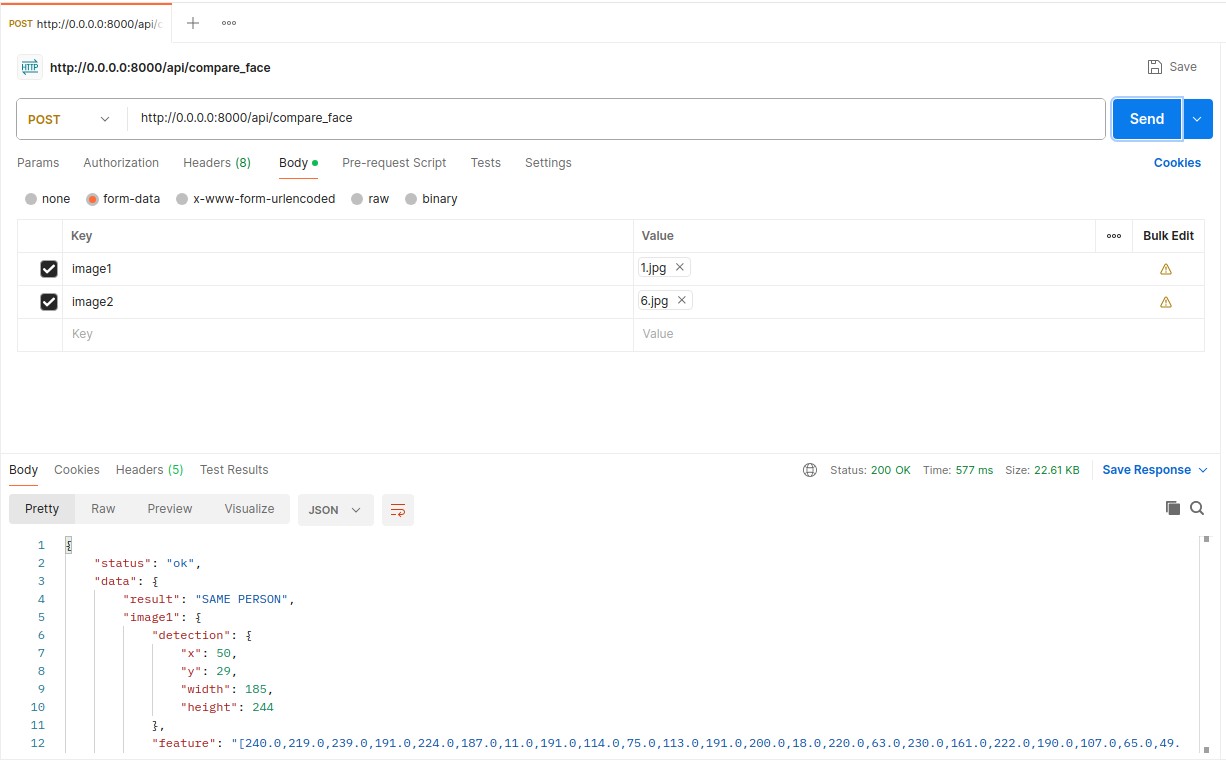 POST http://0.0.0.0:8000/api/c
HTTP http://0.0.0.0:8000/api/compare_face Save
POST http://0.0.0.0:8000/api/compare_face Send
Params Authorization Headers (8) Body Pre-request Script Tests Settings Cookies
none form-data x-www-form-urlencoded raw binary
Key Value Bulk Edit
image1 1.jpg
image2 6.jpg
Key Value
Body Cookies Headers (5) Test Results Status: 200 OK Time: 577 ms Size: 22.61 KB Save Response
Pretty Raw Preview Visualize JSON
1 {
2 "status": "ok",
3 "data": {
4 "result": "SAME PERSON",
5 "image1": {
6 "detection": {
7 "x": 50,
8 "y": 29,
9 "width": 185,
10 "height": 244
11 },
12 "feature": "[240.0,219.0,239.0,191.0,224.0,187.0,11.0,191.0,114.0,75.0,113.0,191.0,200.0,18.0,220.0,63.0,230.0,161.0,222.0,190.0,107.0,65.0,49.